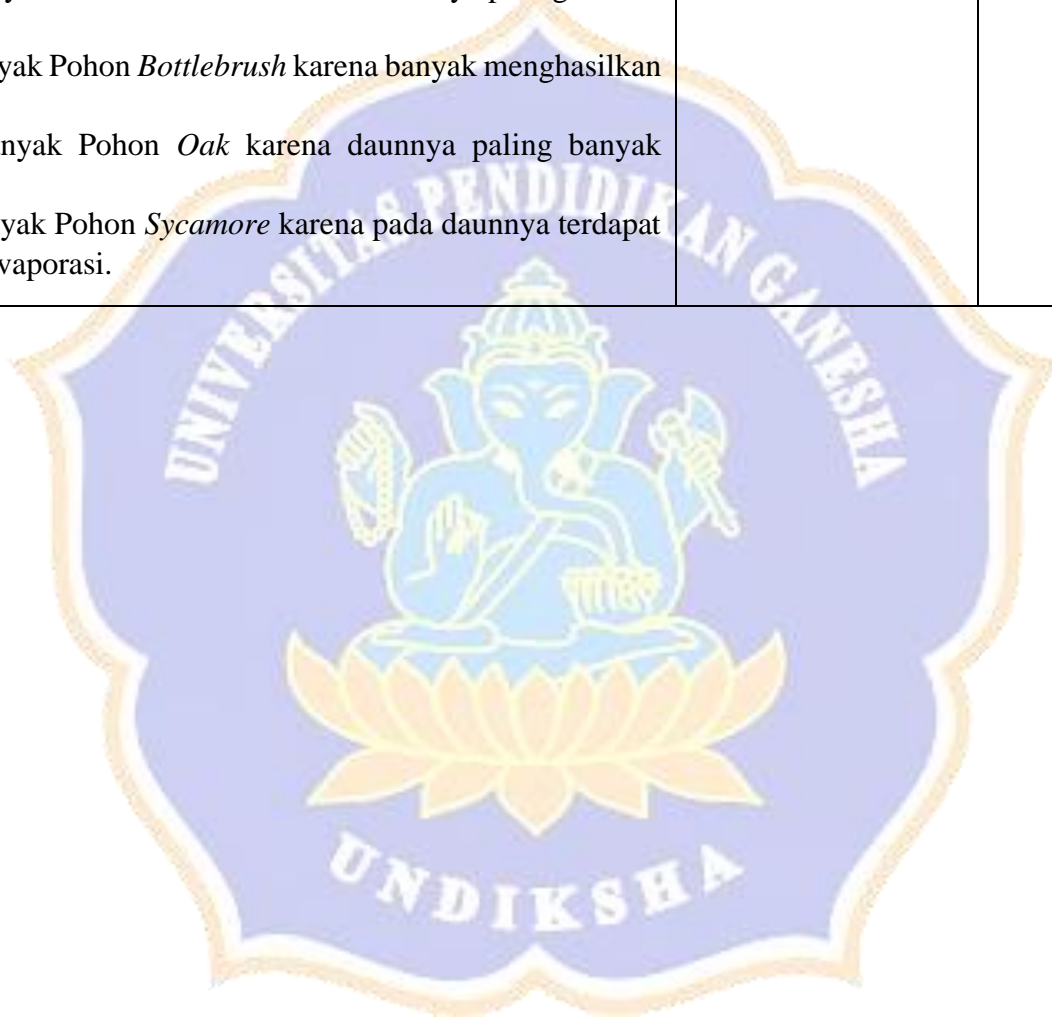 yak Pohon Bottlebrush karena banyak menghasilkan
nyak Pohon Oak karena daunnya paling banyak
yak Pohon Sycamore karena pada daunnya terdapat
vaporasi.
UNIVERSITAS PENDIDIKAN GANESHA
UNDIKSHA